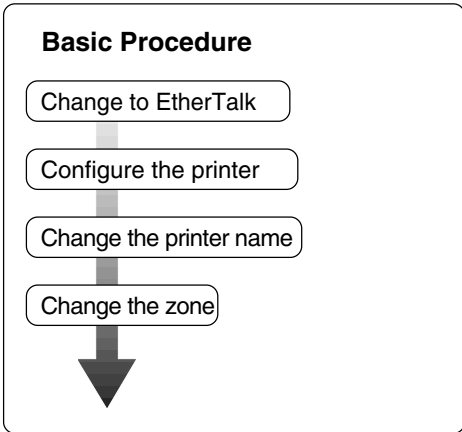 Basic Procedure
Change to EtherTalk
Configure the printer
Change the printer name
Change the zone